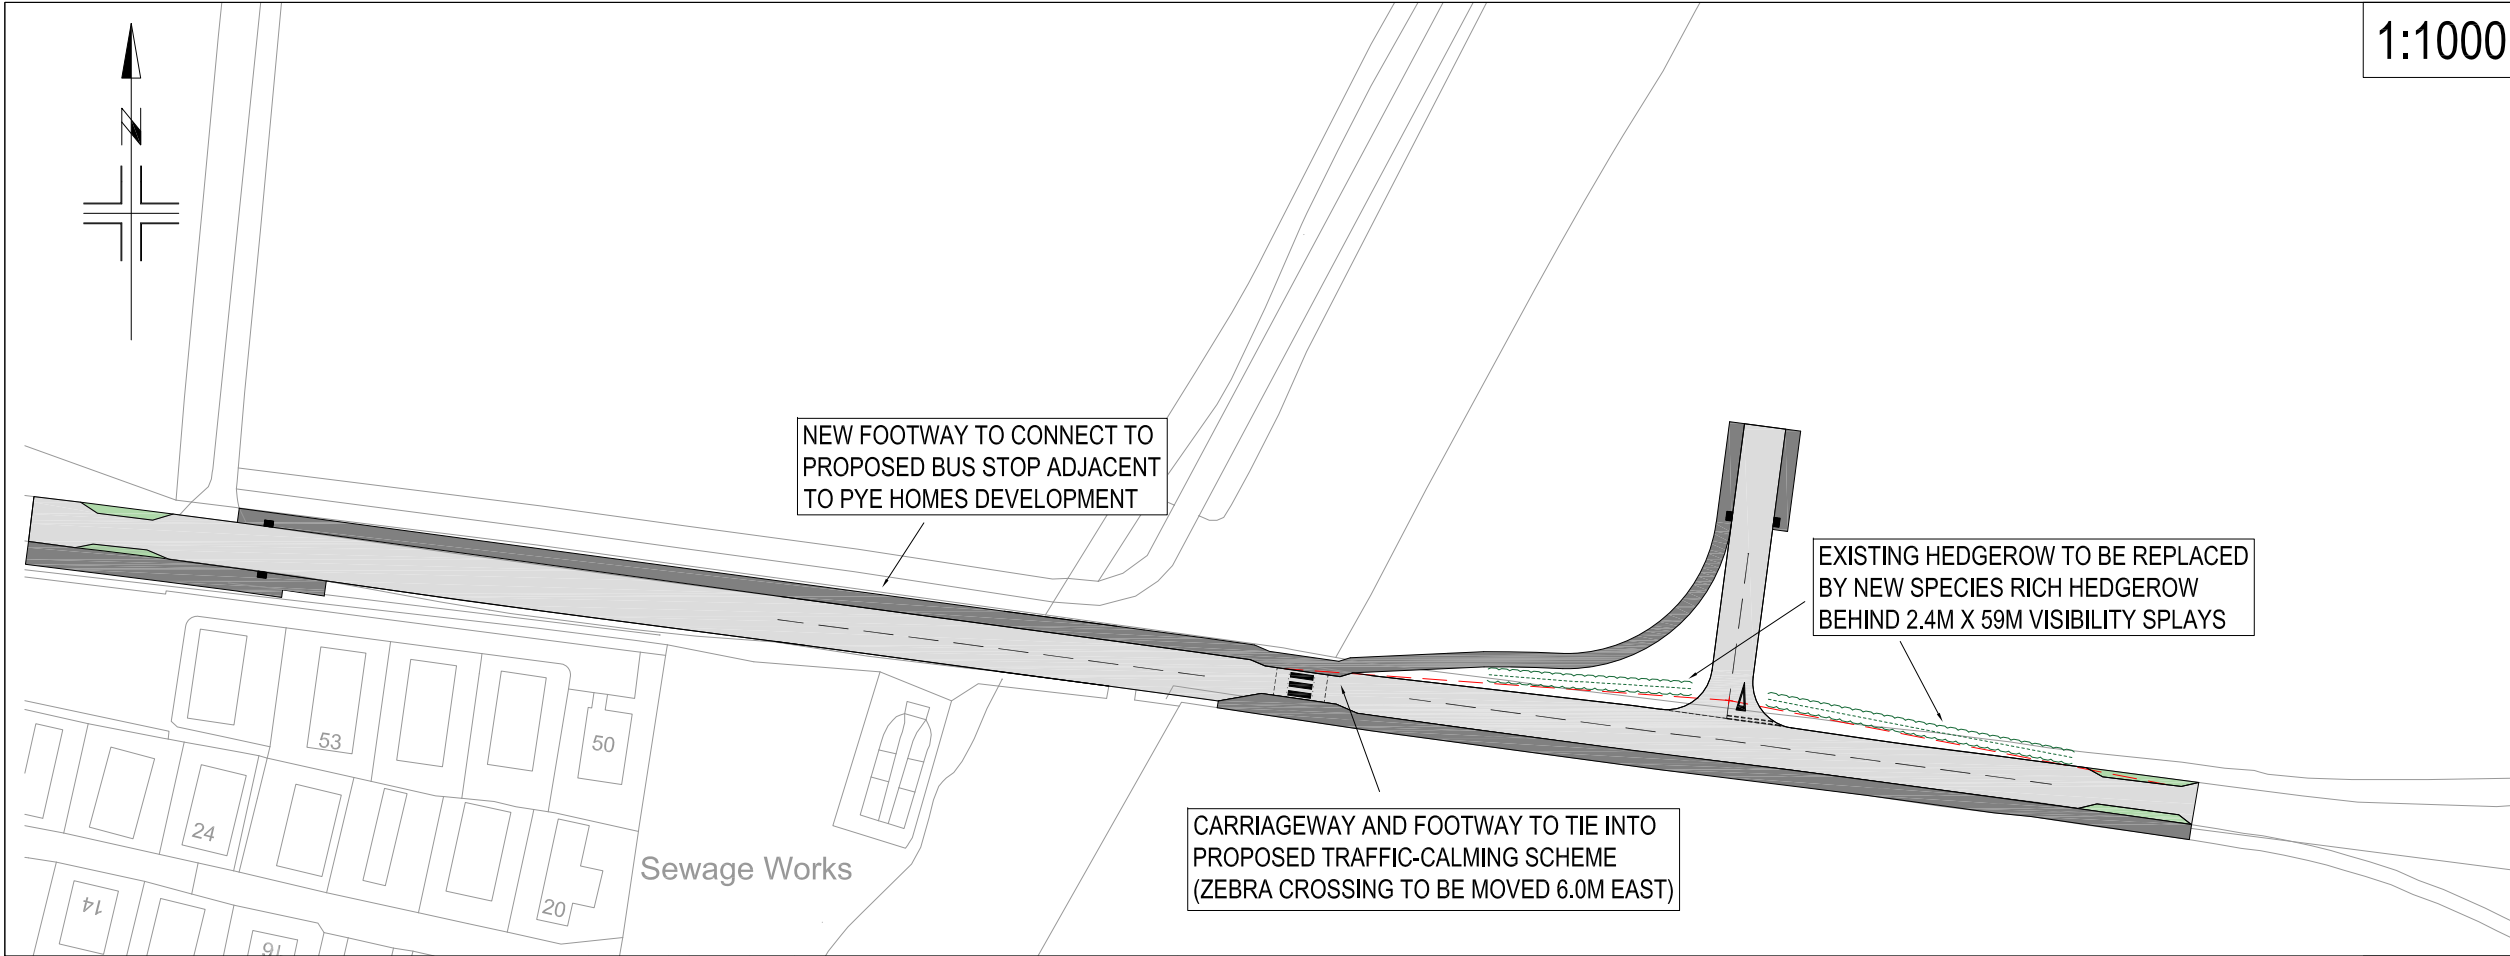 1:1000
N
NEW FOOTWAY TO CONNECT TO
PROPOSED BUS STOP ADJACENT
TO PYE HOMES DEVELOPMENT
EXISTING HEDGEROW TO BE REPLACED
BY NEW SPECIES RICH HEDGEROW
BEHIND 2.4M X 59M VISIBILITY SPLAYS
CARRIAGEWAY AND FOOTWAY TO TIE INTO
PROPOSED TRAFFIC-CALMING SCHEME
(ZEBRA CROSSING TO BE MOVED 6.0M EAST)
53
50
24
Sewage Works
20
14